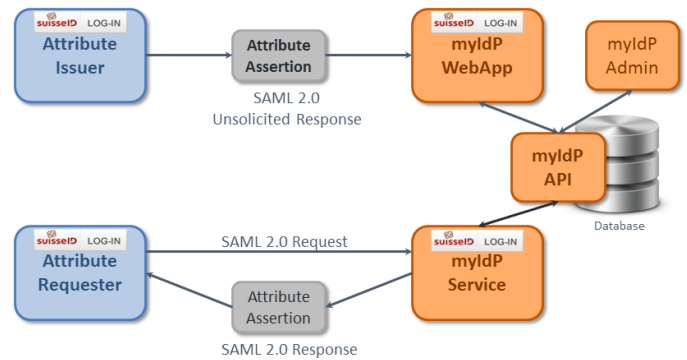 suisseID LOG-IN
Attribute
Issuer
Attribute
Assertion
SAML 2.0
Unsolicited Response
suisseID LOG-IN
myIdP
WebApp
myIdP
Admin
myIdP
API
Database
suisseID LOG-IN
Attribute
Requester
SAML 2.0 Request
Attribute
Assertion
SAML 2.0 Response
suisseID LOG-IN
myIdP
Service